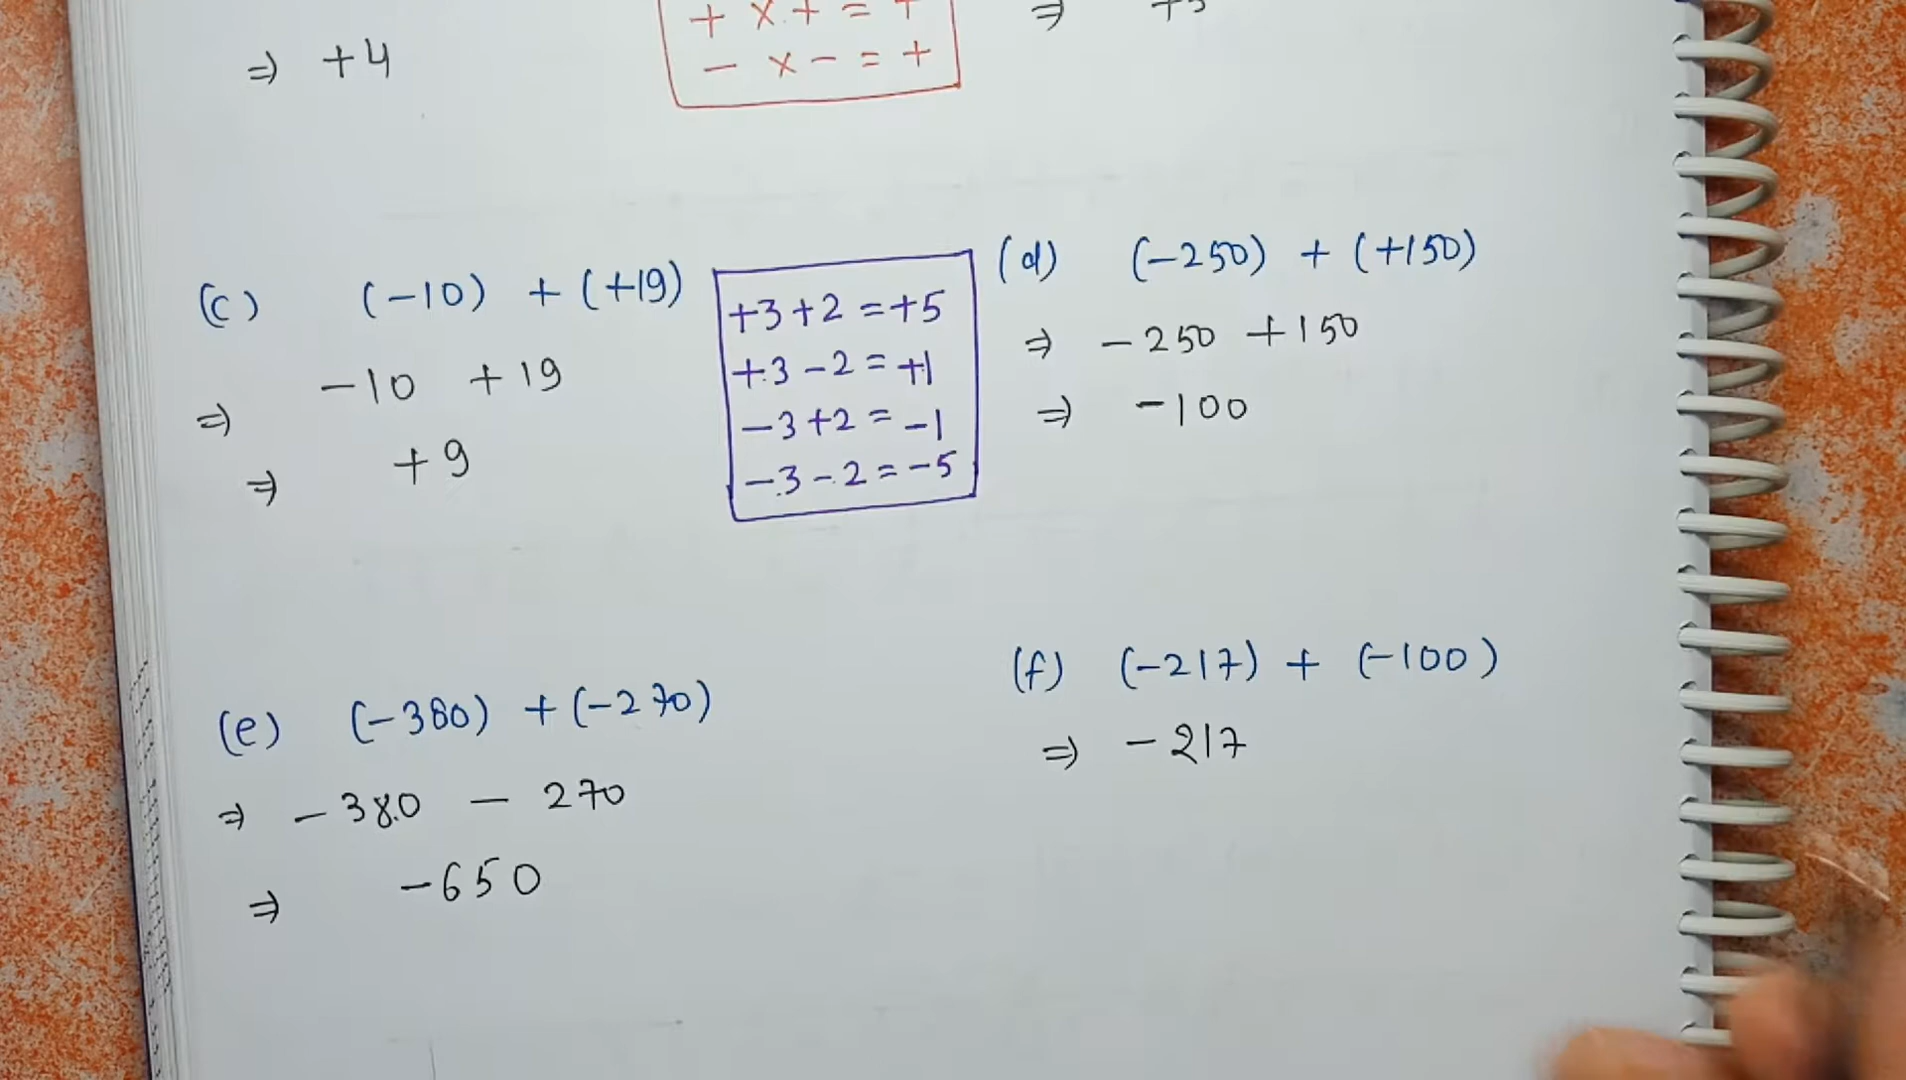 ⇒ +4
+ × + = +
− × − = +
⇒
(c) (−10) + (+19)
⇒ −10 +19
⇒ +9
+3+2=+5
+3−2=+1
−3+2=−1
−3−2=−5
(d) (−250) + (+150)
⇒ −250 +150
⇒ −100
(e) (−380) +(−270)
⇒ −380 − 270
⇒ −650
(f) (−217) + (−100)
⇒ −217